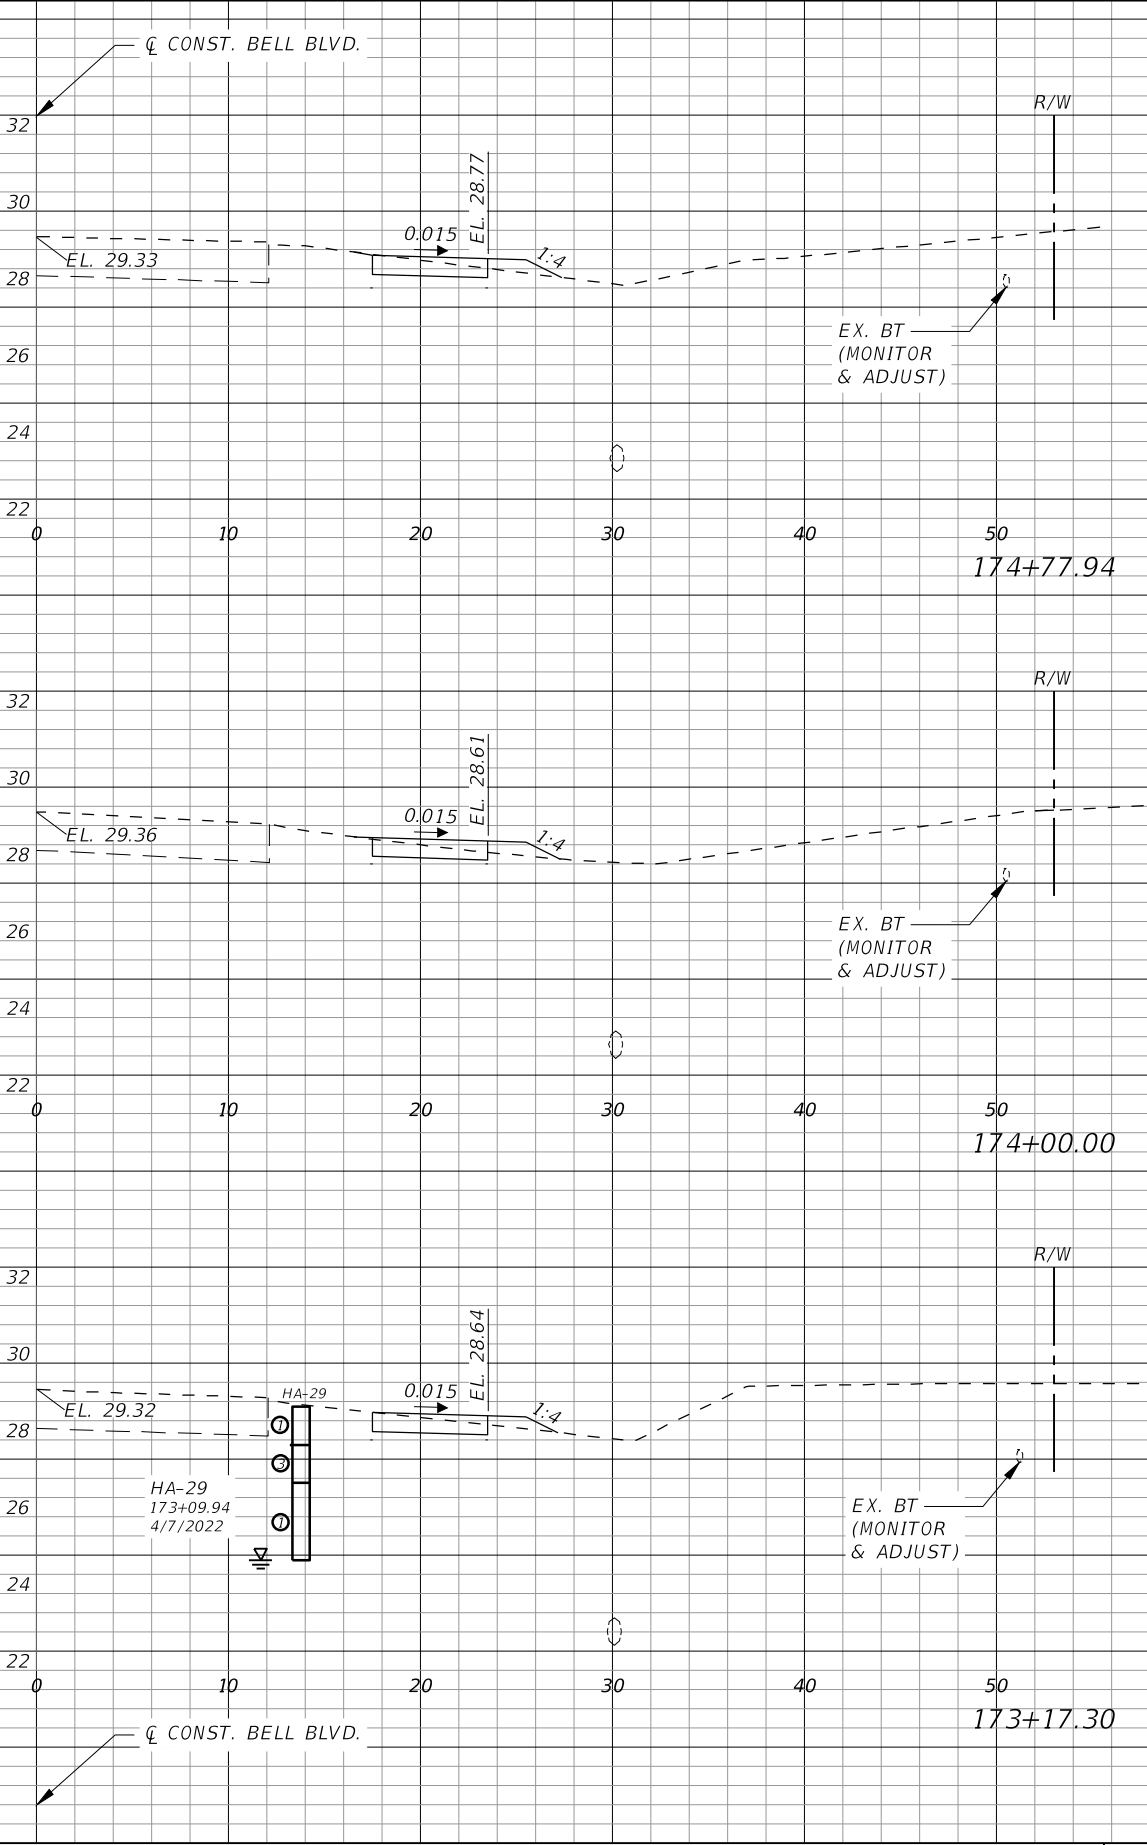 ℄ CONST. BELL BLVD.
R/W
32
30
EL. 28.77
0.015
1:4
EL. 29.33
28
EX. BT
(MONITOR
& ADJUST)
26
24
22
0 10 20 30 40 50
174+77.94
R/W
32
30
EL. 28.61
0.015
1:4
EL. 29.36
28
EX. BT
(MONITOR
& ADJUST)
26
24
22
0 10 20 30 40 50
174+00.00
R/W
32
30
EL. 28.64
0.015
HA-29
1:4
EL. 29.32
28
1
3
HA-29
173+09.94
4/7/2022
1
EX. BT
(MONITOR
& ADJUST)
26
24
22
0 10 20 30 40 50
173+17.30
℄ CONST. BELL BLVD.